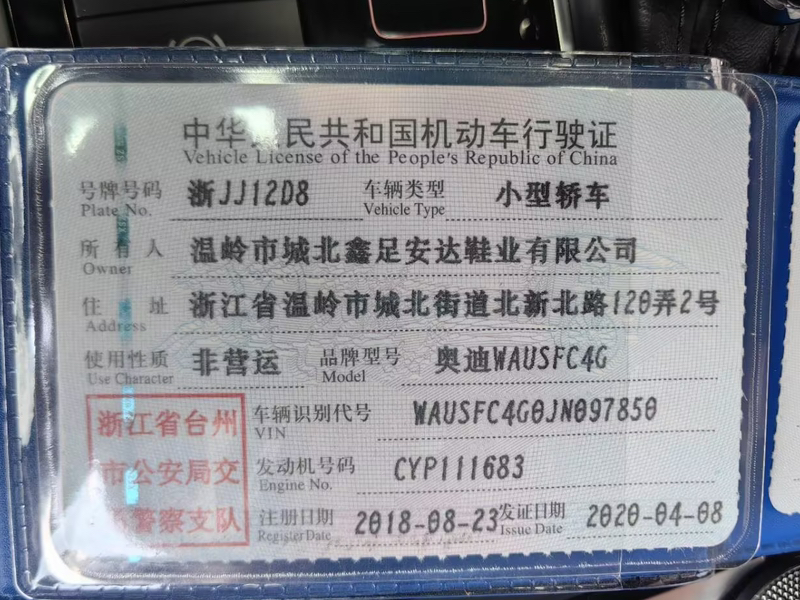 中华人民共和国机动车行驶证
Vehicle License of the People's Republic of China
号牌号码 浙JJ12D8 车辆类型 小型轿车
Plate No. Vehicle Type
所有人 温岭市城北鑫足安达鞋业有限公司
Owner
住址 浙江省温岭市城北街道北新北路120弄2号
Address
使用性质 非营运 品牌型号 奥迪WAUSFC4G
Use Character Model
浙江省台州 车辆识别代号 WAUSFC4G0JN097850
VIN
市公安局交 发动机号码 CYP111683
Engine No.
警察支队 注册日期 2018-08-23 发证日期 2020-04-08
Register Date Issue Date